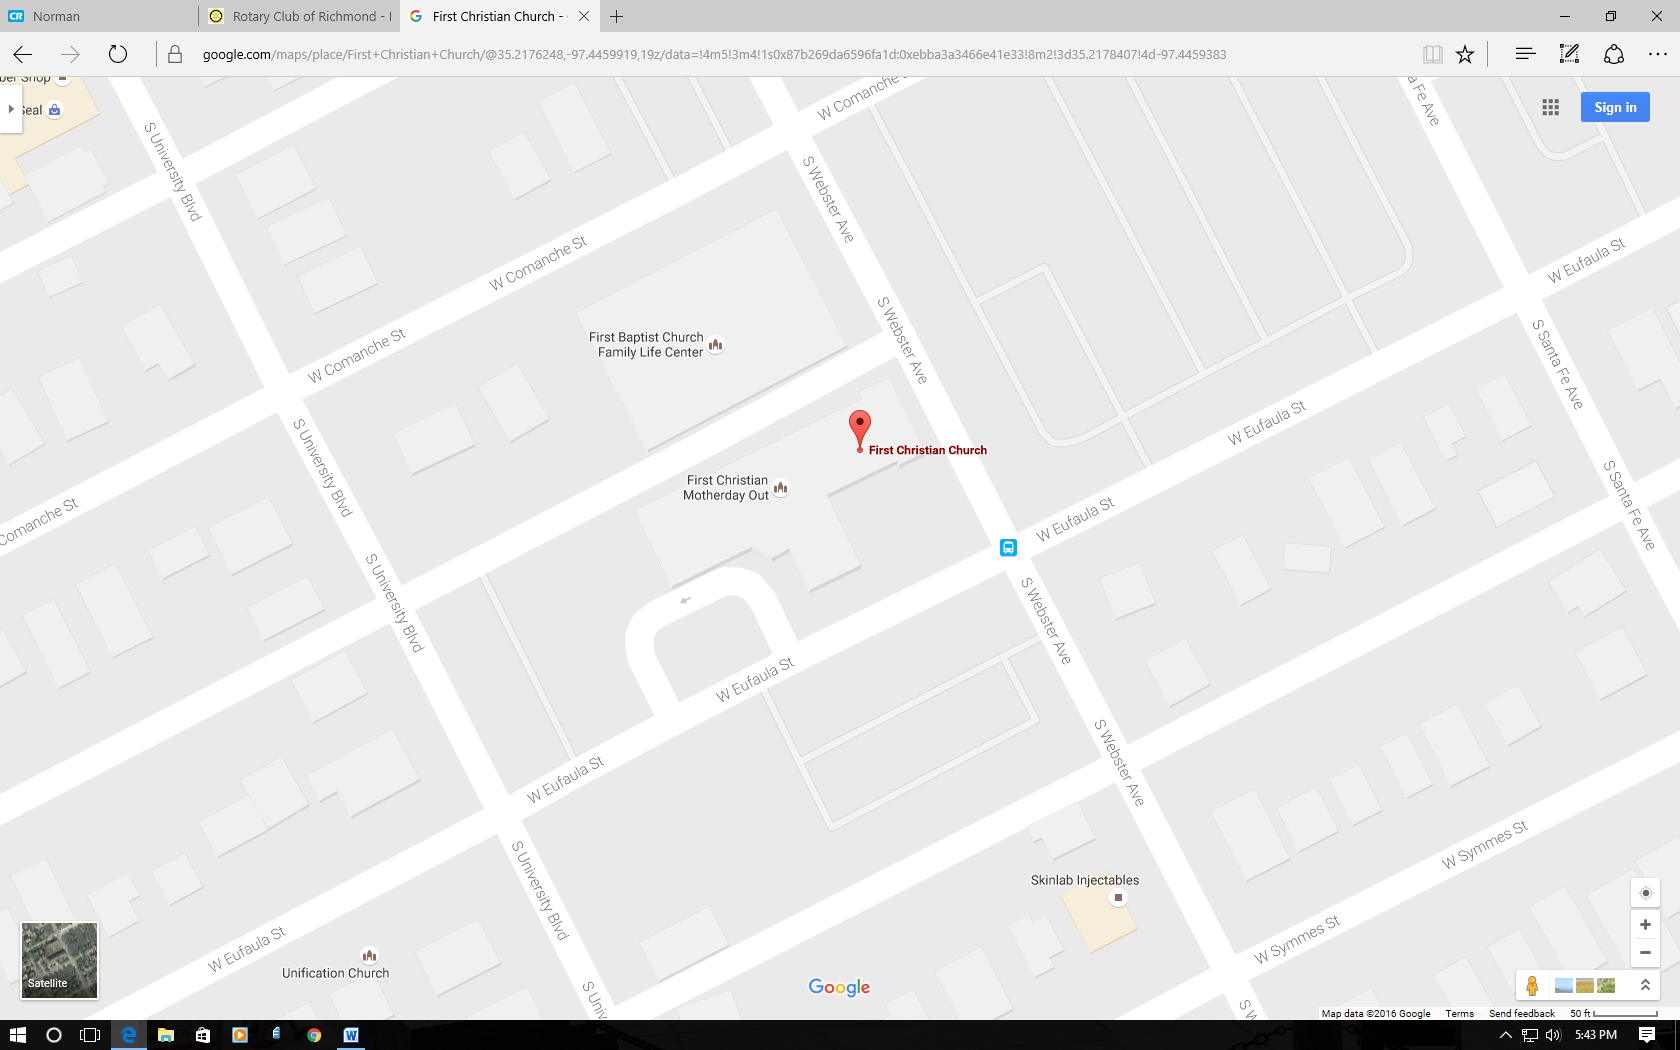 Norman
Rotary Club of Richmond - I
First Christian Church -
google.com/maps/place/First+Christian+Church/@35.2176248,-97.4459919,19z/data=!4m5!3m4!1s0x87b269da6596fa1d:0xebba3a3466e41e33!8m2!3d35.2178407!4d-97.4459383
Shop
Seal
Sign in
W Comanche St
S Santa Fe Ave
S University Blvd
S Webster Ave
W Comanche St
W Eufaula St
S Webster Ave
First Baptist Church
Family Life Center
W Comanche St
S Santa Fe Ave
W Eufaula St
First Christian Church
S University Blvd
First Christian
Motherday Out
S Santa Fe Ave
Comanche St
W Eufaula St
S University Blvd
S Webster Ave
W Eufaula St
S Webster Ave
W Eufaula St
W Symmes St
Skinlab Injectables
S University Blvd
W Eufaula St
W Symmes St
Unification Church
Satellite
Google
S Univ
S W
Map data ©2016 Google
Terms
Send feedback
50 ft
5:43 PM